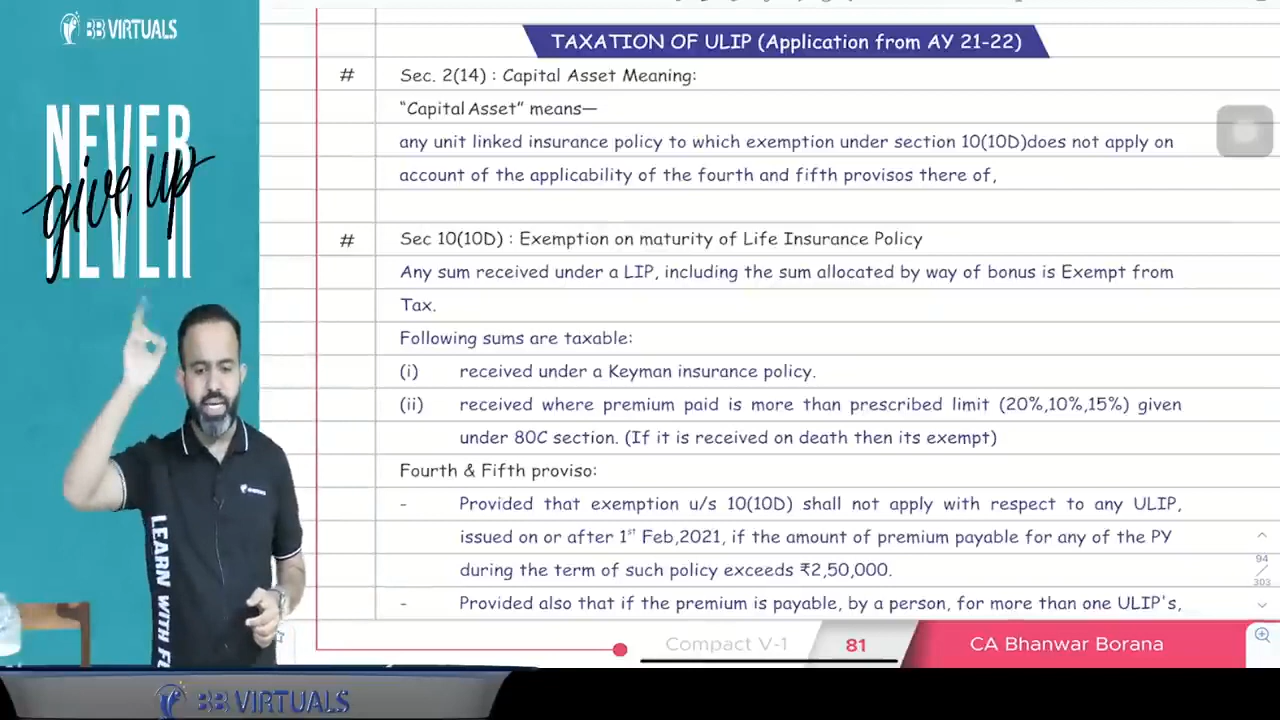 BB VIRTUALS
NEVER
give up
NEVER
TAXATION OF ULIP (Application from AY 21-22)
# Sec. 2(14) : Capital Asset Meaning:
“Capital Asset” means—
any unit linked insurance policy to which exemption under section 10(10D)does not apply on
account of the applicability of the fourth and fifth provisos there of,
# Sec 10(10D) : Exemption on maturity of Life Insurance Policy
Any sum received under a LIP, including the sum allocated by way of bonus is Exempt from
Tax.
Following sums are taxable:
(i) received under a Keyman insurance policy.
(ii) received where premium paid is more than prescribed limit (20%,10%,15%) given
under 80C section. (If it is received on death then its exempt)
Fourth & Fifth proviso:
- Provided that exemption u/s 10(10D) shall not apply with respect to any ULIP,
issued on or after 1st Feb,2021, if the amount of premium payable for any of the PY
during the term of such policy exceeds ₹2,50,000.
- Provided also that if the premium is payable, by a person, for more than one ULIP's,
94
303
Compact V-1
81
CA Bhanwar Borana
LEARN WITH
BB VIRTUALS